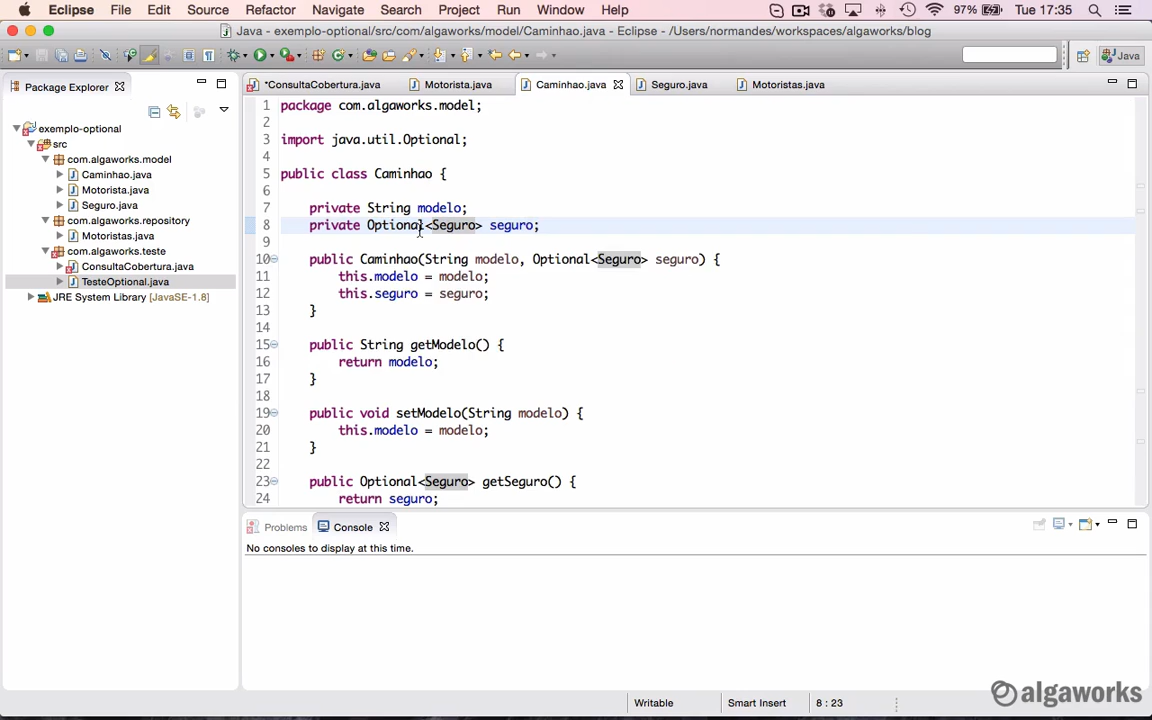 Eclipse File Edit Source Refactor Navigate Search Project Run Window Help 97% Tue 17:35
Java - exemplo-optional/src/com/algaworks/model/Caminhao.java - Eclipse - /Users/normandes/workspaces/algaworks/blog
Java
Package Explorer
*ConsultaCobertura.java Motorista.java Caminhao.java Seguro.java Motoristas.java
exemplo-optional
src
com.algaworks.model
Caminhao.java
Motorista.java
Seguro.java
com.algaworks.repository
Motoristas.java
com.algaworks.teste
ConsultaCobertura.java
TesteOptional.java
JRE System Library [JavaSE-1.8]
1 package com.algaworks.model;
2
3 import java.util.Optional;
4
5 public class Caminhao {
6
7 private String modelo;
8 private Optional<Seguro> seguro;
9
10 public Caminhao(String modelo, Optional<Seguro> seguro) {
11 this.modelo = modelo;
12 this.seguro = seguro;
13 }
14
15 public String getModelo() {
16 return modelo;
17 }
18
19 public void setModelo(String modelo) {
20 this.modelo = modelo;
21 }
22
23 public Optional<Seguro> getSeguro() {
24 return seguro;
Problems Console
No consoles to display at this time.
Writable Smart Insert 8 : 23
algaworks